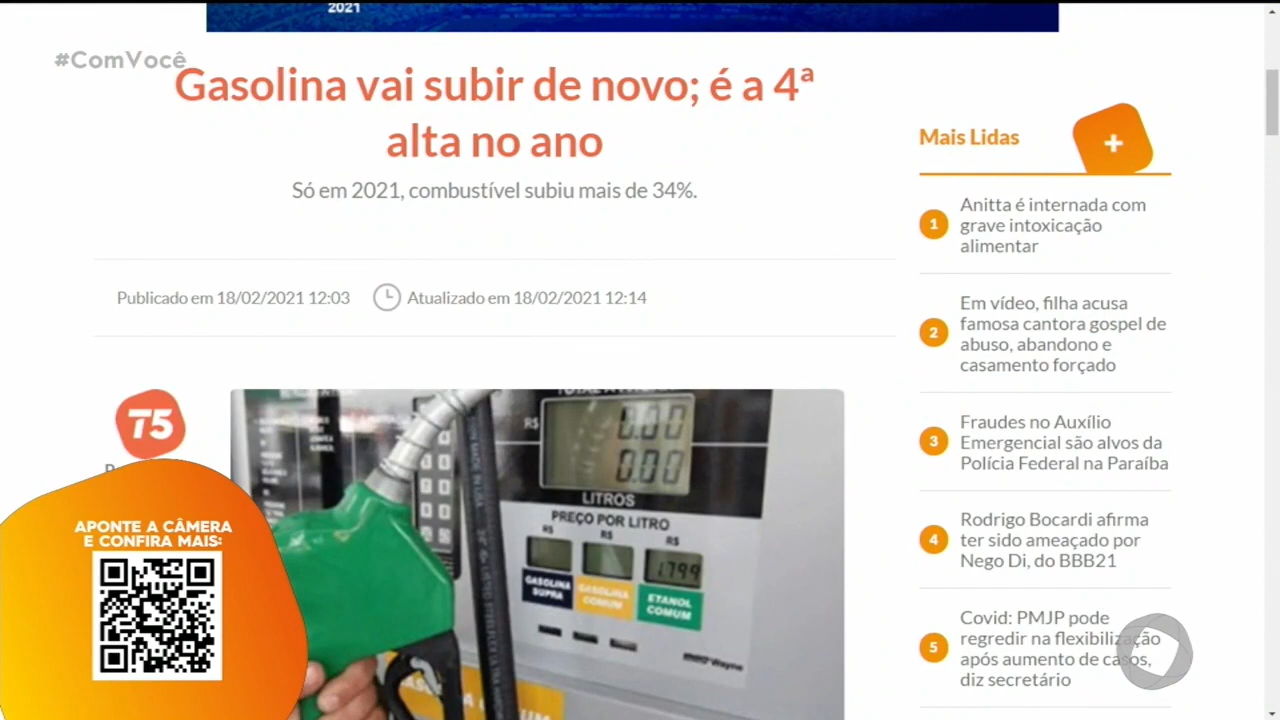 2021
#ComVocê
Gasolina vai subir de novo; é a 4ª
alta no ano
Só em 2021, combustível subiu mais de 34%.
Publicado em 18/02/2021 12:03
Atualizado em 18/02/2021 12:14
T5
R$
0.00
0.00
LITROS
PREÇO POR LITRO
R$
R$
R$
1.799
GASOLINA
SUPRA
GASOLINA
COMUM
ETANOL
COMUM
Wayne
APONTE A CÂMERA
E CONFIRA MAIS:
Mais Lidas
+
1
Anitta é internada com
grave intoxicação
alimentar
2
Em vídeo, filha acusa
famosa cantora gospel de
abuso, abandono e
casamento forçado
3
Fraudes no Auxílio
Emergencial são alvos da
Polícia Federal na Paraíba
4
Rodrigo Bocardi afirma
ter sido ameaçado por
Nego Di, do BBB21
5
Covid: PMJP pode
regredir na flexibilização
após aumento de casos,
diz secretário